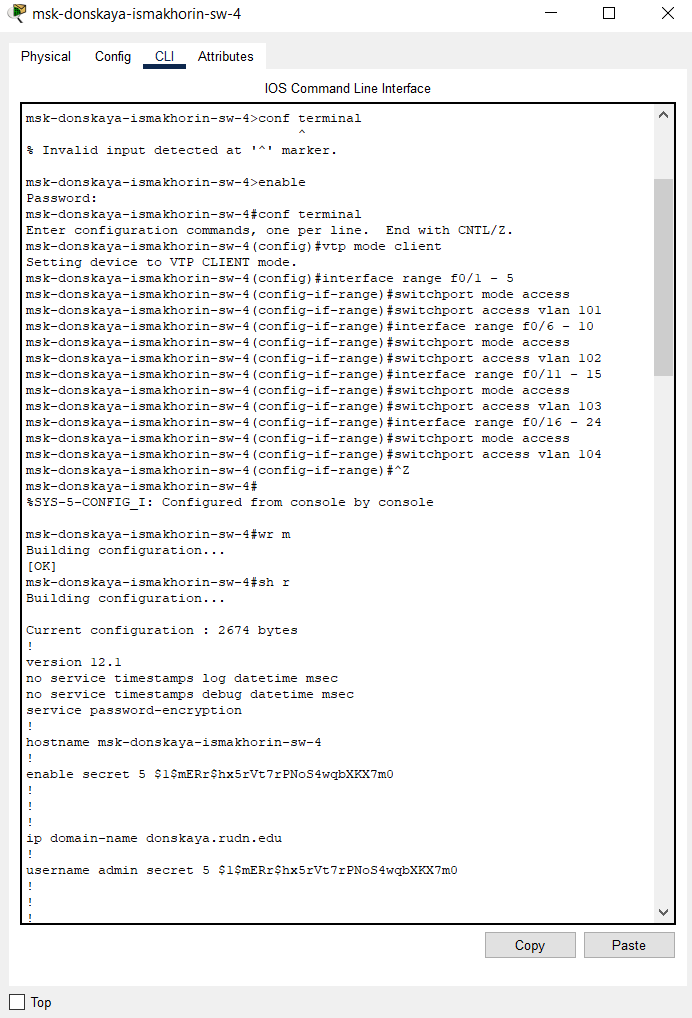 msk-donskaya-ismakhorin-sw-4
Physical Config CLI Attributes
IOS Command Line Interface
msk-donskaya-ismakhorin-sw-4>conf terminal
^
% Invalid input detected at '^' marker.
msk-donskaya-ismakhorin-sw-4>enable
Password:
msk-donskaya-ismakhorin-sw-4#conf terminal
Enter configuration commands, one per line.  End with CNTL/Z.
msk-donskaya-ismakhorin-sw-4(config)#vtp mode client
Setting device to VTP CLIENT mode.
msk-donskaya-ismakhorin-sw-4(config)#interface range f0/1 - 5
msk-donskaya-ismakhorin-sw-4(config-if-range)#switchport mode access
msk-donskaya-ismakhorin-sw-4(config-if-range)#switchport access vlan 101
msk-donskaya-ismakhorin-sw-4(config-if-range)#interface range f0/6 - 10
msk-donskaya-ismakhorin-sw-4(config-if-range)#switchport mode access
msk-donskaya-ismakhorin-sw-4(config-if-range)#switchport access vlan 102
msk-donskaya-ismakhorin-sw-4(config-if-range)#interface range f0/11 - 15
msk-donskaya-ismakhorin-sw-4(config-if-range)#switchport mode access
msk-donskaya-ismakhorin-sw-4(config-if-range)#switchport access vlan 103
msk-donskaya-ismakhorin-sw-4(config-if-range)#interface range f0/16 - 24
msk-donskaya-ismakhorin-sw-4(config-if-range)#switchport mode access
msk-donskaya-ismakhorin-sw-4(config-if-range)#switchport access vlan 104
msk-donskaya-ismakhorin-sw-4(config-if-range)#^Z
msk-donskaya-ismakhorin-sw-4#
%SYS-5-CONFIG_I: Configured from console by console
msk-donskaya-ismakhorin-sw-4#wr m
Building configuration...
[OK]
msk-donskaya-ismakhorin-sw-4#sh r
Building configuration...
Current configuration : 2674 bytes
!
version 12.1
no service timestamps log datetime msec
no service timestamps debug datetime msec
service password-encryption
!
hostname msk-donskaya-ismakhorin-sw-4
!
enable secret 5 $1$mERr$hx5rVt7rPNoS4wqbXKX7m0
!
!
!
ip domain-name donskaya.rudn.edu
!
username admin secret 5 $1$mERr$hx5rVt7rPNoS4wqbXKX7m0
!
!
!
Copy Paste
Top